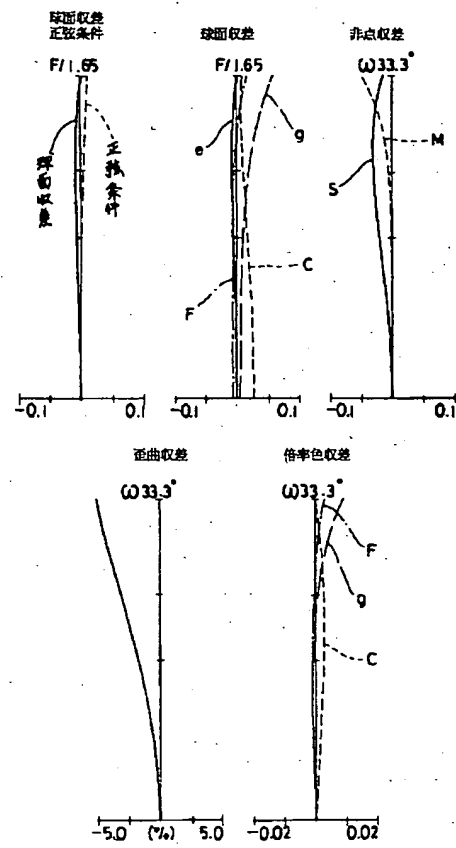 球面収差
正弦条件
F/1.65
球面収差
正弦条件
-0.1
0.1
球面収差
F/1.65
e
g
F
C
-0.1
0.1
非点収差
ω33.3°
S
M
-0.1
0.1
歪曲収差
ω33.3°
-5.0 (%) 5.0
倍率色収差
ω33.3°
F
g
C
-0.02
0.02